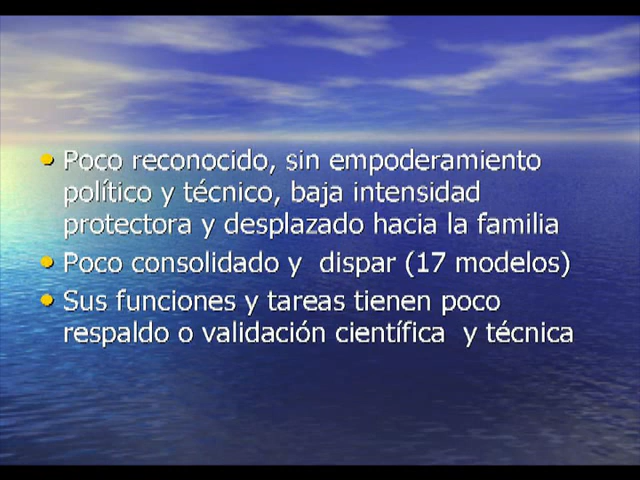 Poco reconocido, sin empoderamiento
político y técnico, baja intensidad
protectora y desplazado hacia la familia
Poco consolidado y  dispar (17 modelos)
Sus funciones y tareas tienen poco
respaldo o validación científica  y técnica